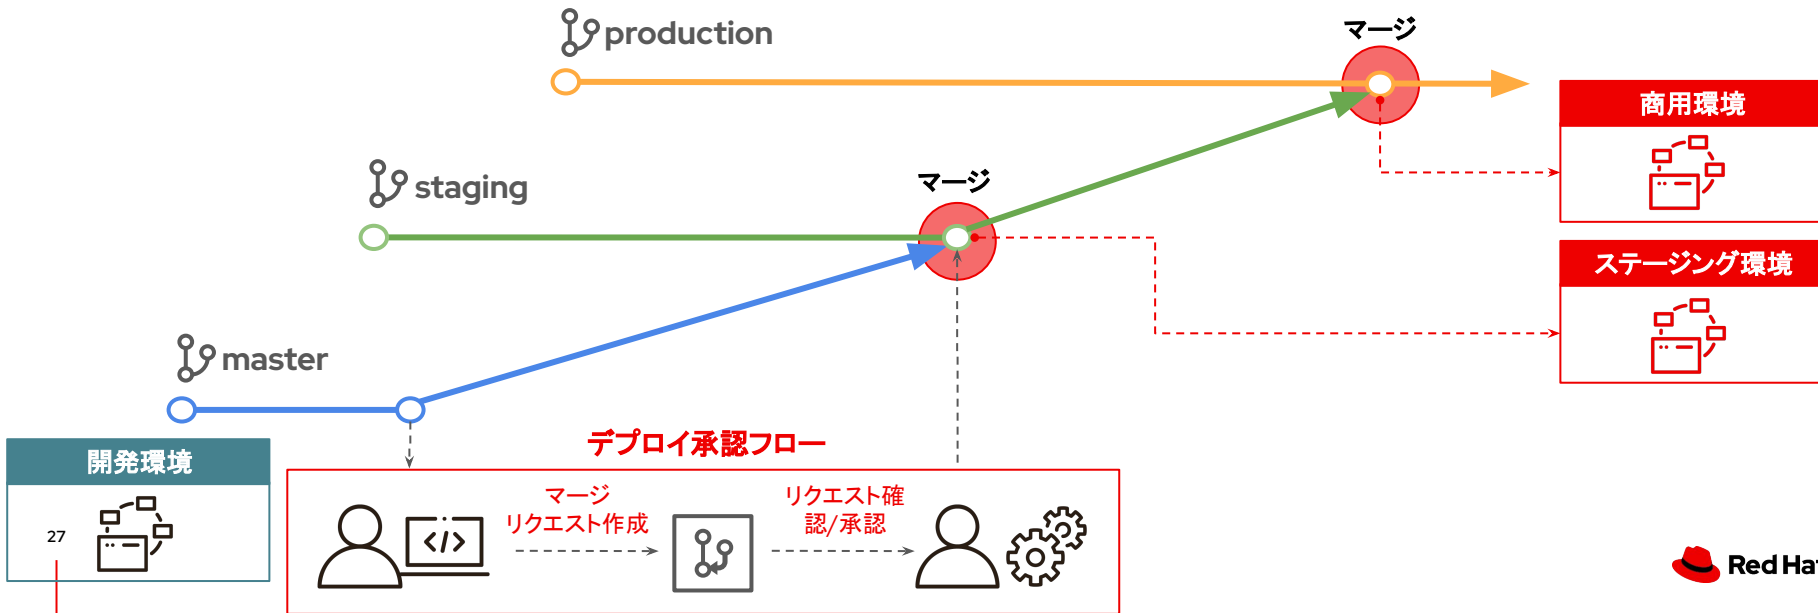 production
マージ
商用環境
staging
マージ
ステージング環境
master
デプロイ承認フロー
開発環境
マージ
リクエスト作成
リクエスト確
認/承認
</>
27
Red Hat